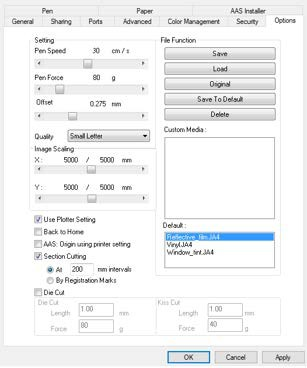 Pen Paper AAS Installer
General Sharing Ports Advanced Color Management Security Options
Setting
Pen Speed 30 cm / s
Pen Force 80 g
Offset 0.275 mm
Quality Small Letter
Image Scaling
X : 5000 / 5000 mm
Y : 5000 / 5000 mm
Use Plotter Setting
Back to Home
AAS: Origin using printer setting
Section Cutting
At 200 mm intervals
By Registration Marks
Die Cut
Die Cut
Length 1.00 mm
Force 80 g
Kiss Cut
Length 1.00 mm
Force 40 g
File Function
Save
Load
Original
Save To Default
Delete
Custom Media :
Default :
Reflective_film.JA4
Vinyl.JA4
Window_tint.JA4
OK Cancel Apply